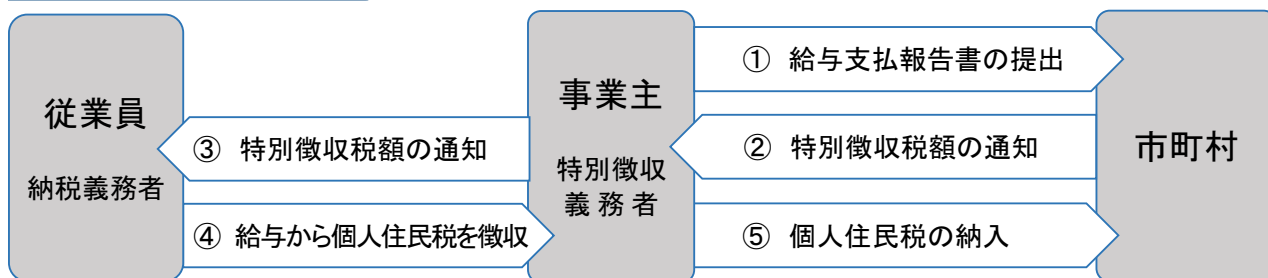 従業員
納税義務者
事業主
特別徴収
義務者
市町村
① 給与支払報告書の提出
② 特別徴収税額の通知
③ 特別徴収税額の通知
④ 給与から個人住民税を徴収
⑤ 個人住民税の納入